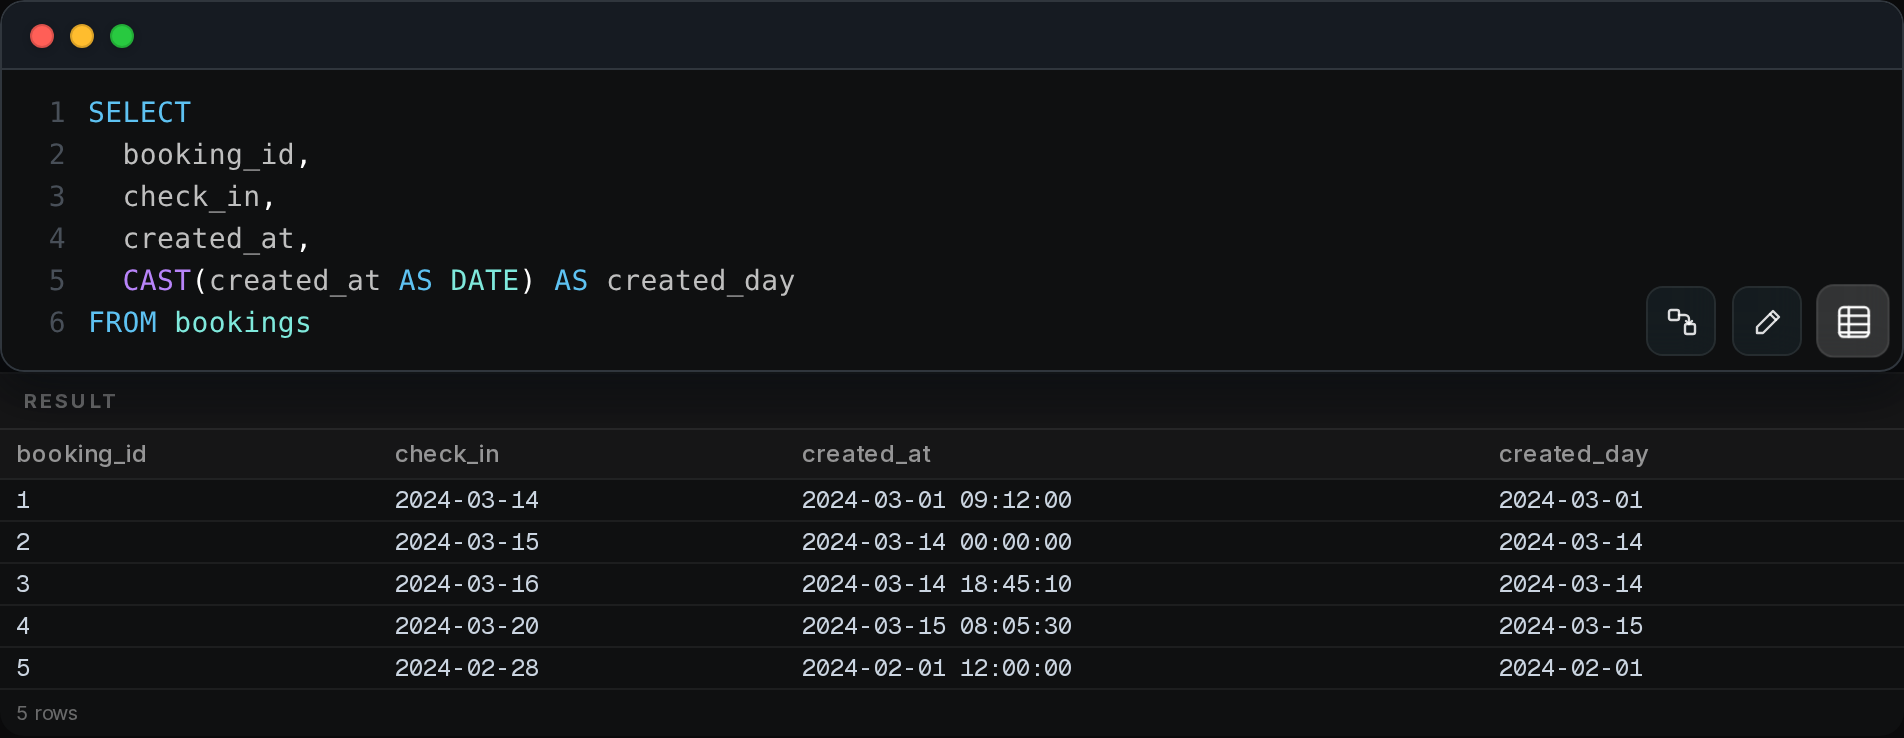 1 SELECT
2   booking_id,
3   check_in,
4   created_at,
5   CAST(created_at AS DATE) AS created_day
6 FROM bookings
RESULT
booking_id check_in created_at created_day
1 2024-03-14 2024-03-01 09:12:00 2024-03-01
2 2024-03-15 2024-03-14 00:00:00 2024-03-14
3 2024-03-16 2024-03-14 18:45:10 2024-03-14
4 2024-03-20 2024-03-15 08:05:30 2024-03-15
5 2024-02-28 2024-02-01 12:00:00 2024-02-01
5 rows